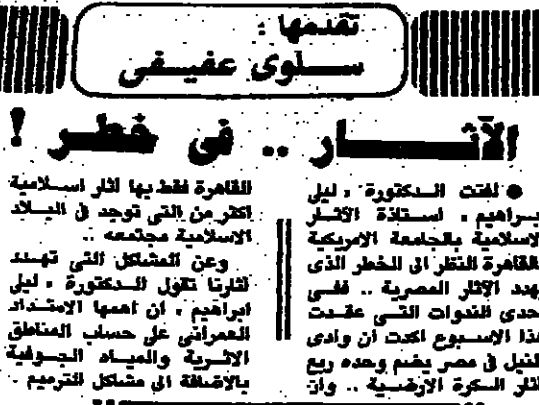 تقدمها :
سلوى عفيفى
الآثار .. فى خطر !
● لفتت الدكتورة « ليلى
ابراهيم » استاذة الآثار
الاسلامية بالجامعة الامريكية
بالقاهرة النظر الى الخطر الذى
يهدد الآثار المصرية .. ففى
احدى الندوات التى عقدت
هذا الاسبوع اكدت ان وادى
النيل فى مصر يضم وحده ربع
آثار الكرة الارضية .. وان
القاهرة فقط بها آثار اسلامية
اكثر من التى توجد فى البلاد
الاسلامية مجتمعه ..
وعن المشاكل التى تهدد
آثارنا تقول الدكتورة « ليلى
ابراهيم » ان اهمها الامتداد
العمرانى على حساب المناطق
الاثرية والمياه الجوفية
بالاضافة الى مشاكل الترميم .